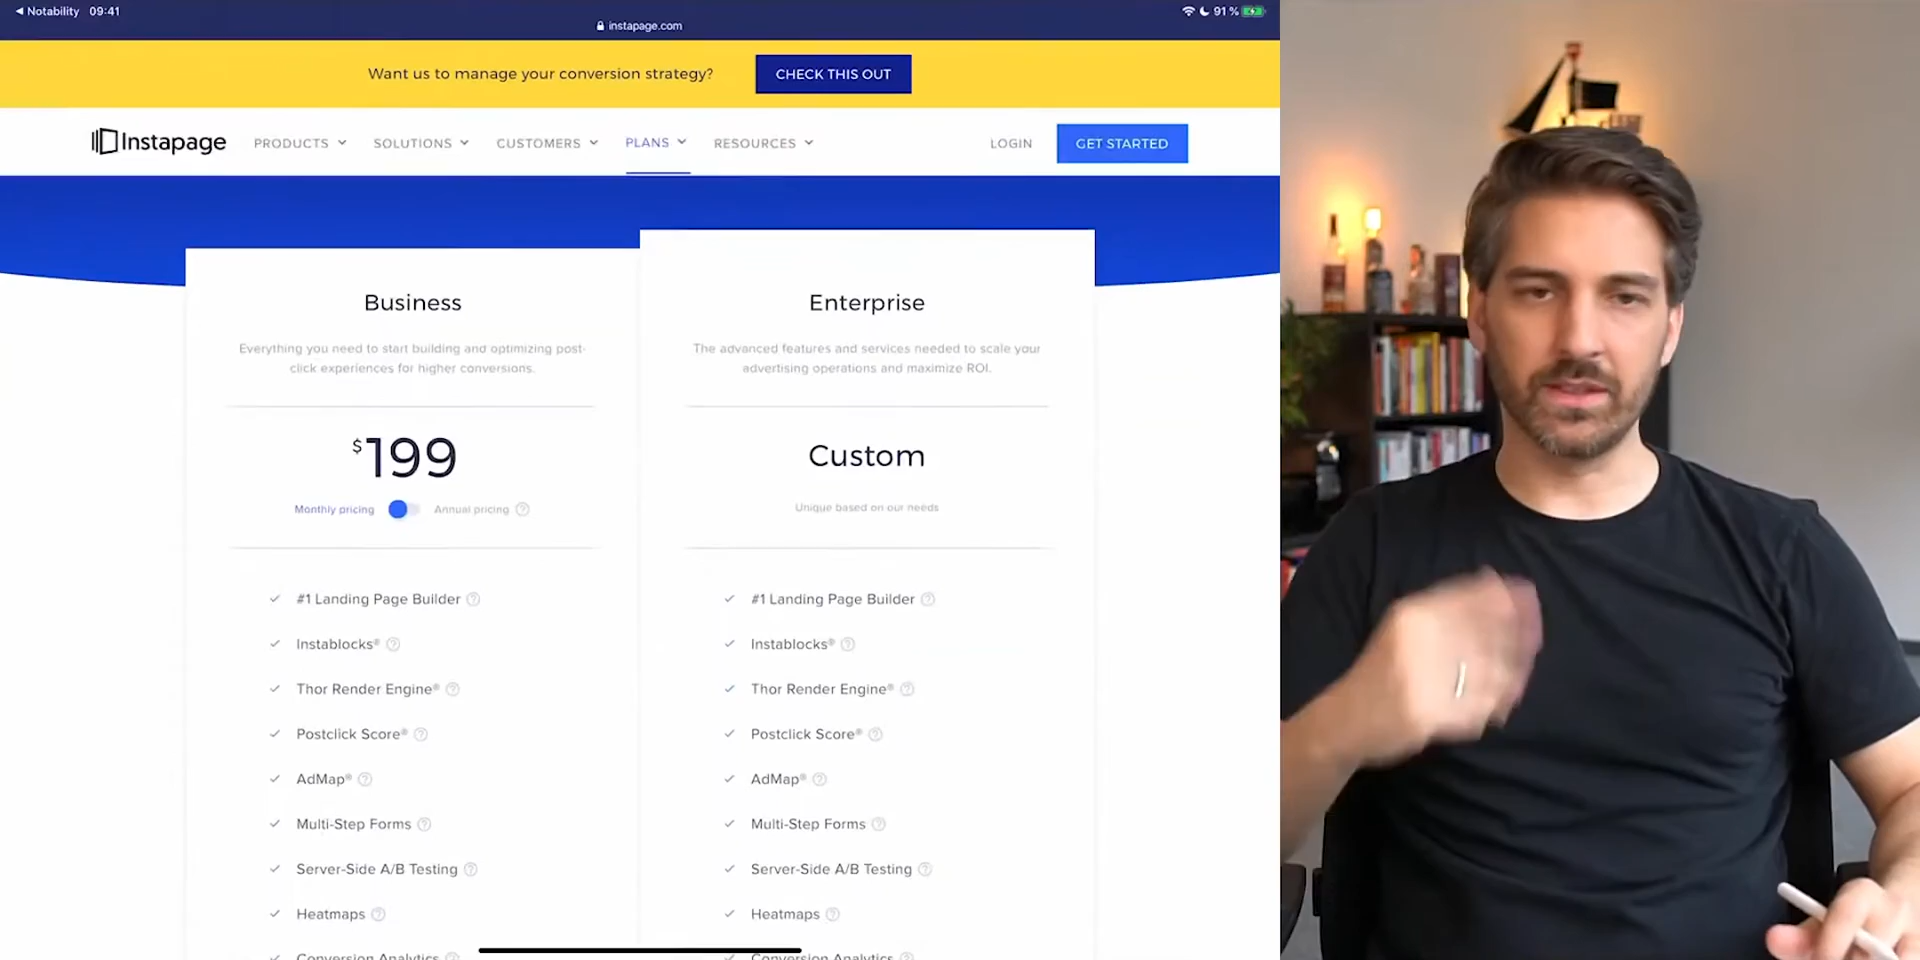 Notability 09:41
91 %
instapage.com
Want us to manage your conversion strategy?
CHECK THIS OUT
Instapage
PRODUCTS
SOLUTIONS
CUSTOMERS
PLANS
RESOURCES
LOGIN
GET STARTED
Business
Everything you need to start building and optimizing post-
click experiences for higher conversions.
$199
Monthly pricing
Annual pricing
#1 Landing Page Builder
Instablocks®
Thor Render Engine®
Postclick Score®
AdMap®
Multi-Step Forms
Server-Side A/B Testing
Heatmaps
Conversion Analytics
Enterprise
The advanced features and services needed to scale your
advertising operations and maximize ROI.
Custom
Unique based on our needs
#1 Landing Page Builder
Instablocks®
Thor Render Engine®
Postclick Score®
AdMap®
Multi-Step Forms
Server-Side A/B Testing
Heatmaps
Conversion Analytics